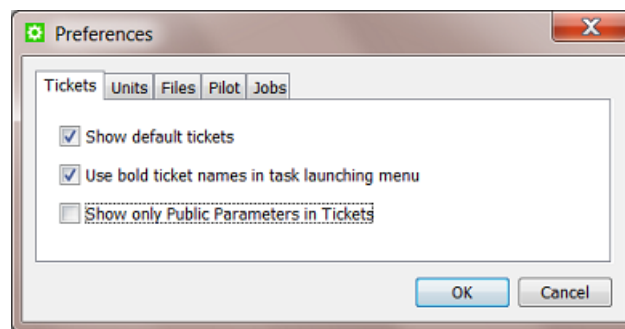 Preferences
Tickets Units Files Pilot Jobs
Show default tickets
Use bold ticket names in task launching menu
Show only Public Parameters in Tickets
OK Cancel